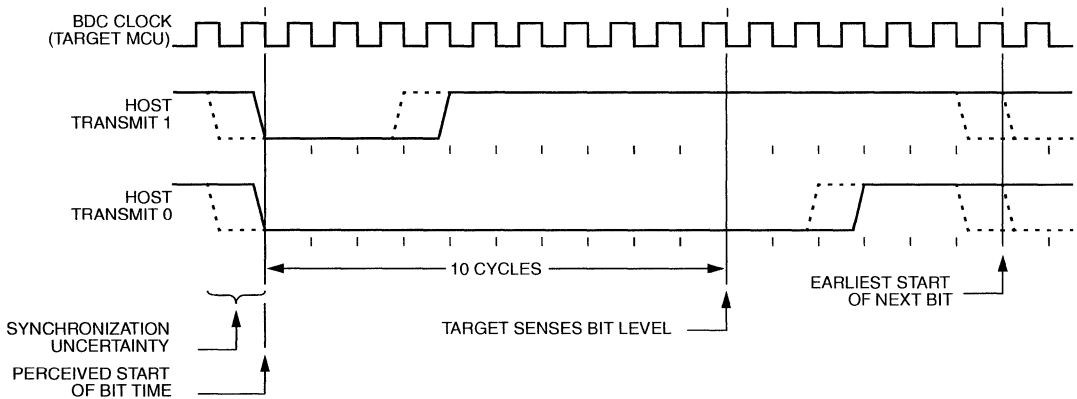 BDC CLOCK
(TARGET MCU)
HOST
TRANSMIT 1
HOST
TRANSMIT 0
10 CYCLES
EARLIEST START
OF NEXT BIT
SYNCHRONIZATION
UNCERTAINTY
TARGET SENSES BIT LEVEL
PERCEIVED START
OF BIT TIME